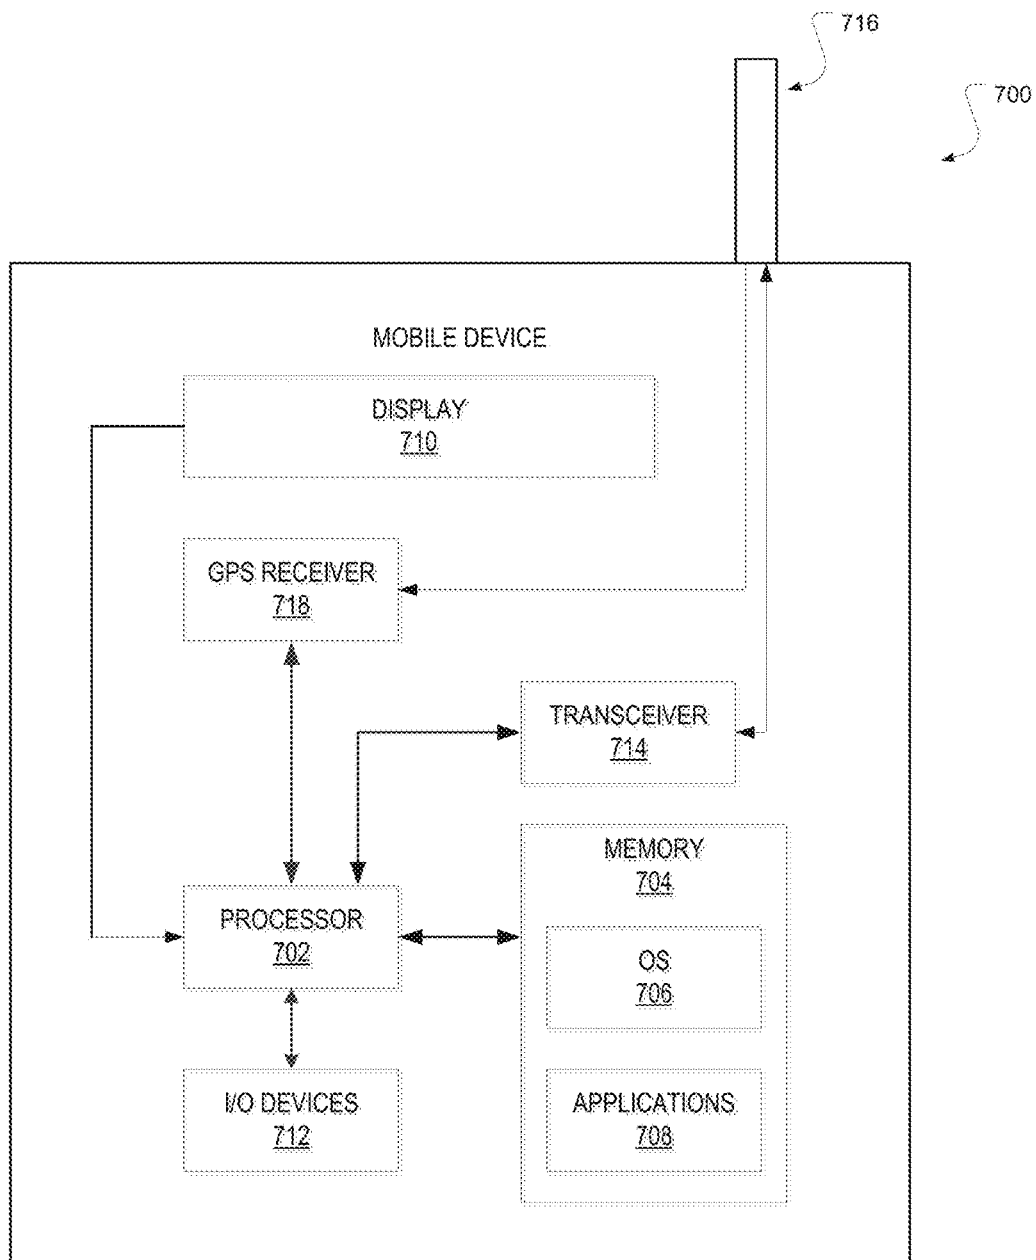 716
700
MOBILE DEVICE
DISPLAY
710
GPS RECEIVER
718
TRANSCEIVER
714
MEMORY
704
PROCESSOR
702
OS
706
I/O DEVICES
712
APPLICATIONS
708